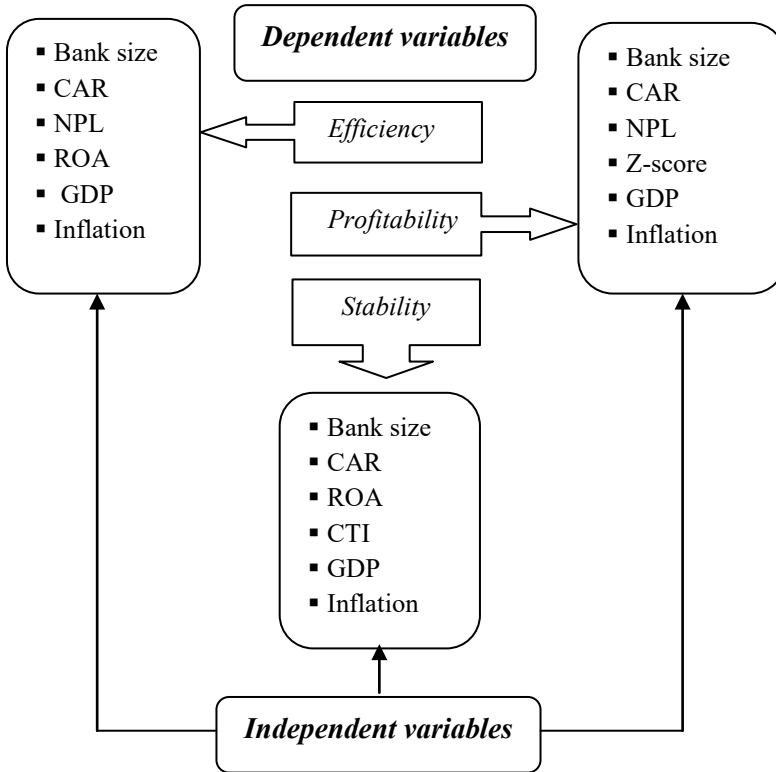 Dependent variables
▪ Bank size
▪ CAR
▪ NPL
▪ ROA
▪ GDP
▪ Inflation
Efficiency
Profitability
Stability
▪ Bank size
▪ CAR
▪ NPL
▪ Z-score
▪ GDP
▪ Inflation
▪ Bank size
▪ CAR
▪ ROA
▪ CTI
▪ GDP
▪ Inflation
Independent variables